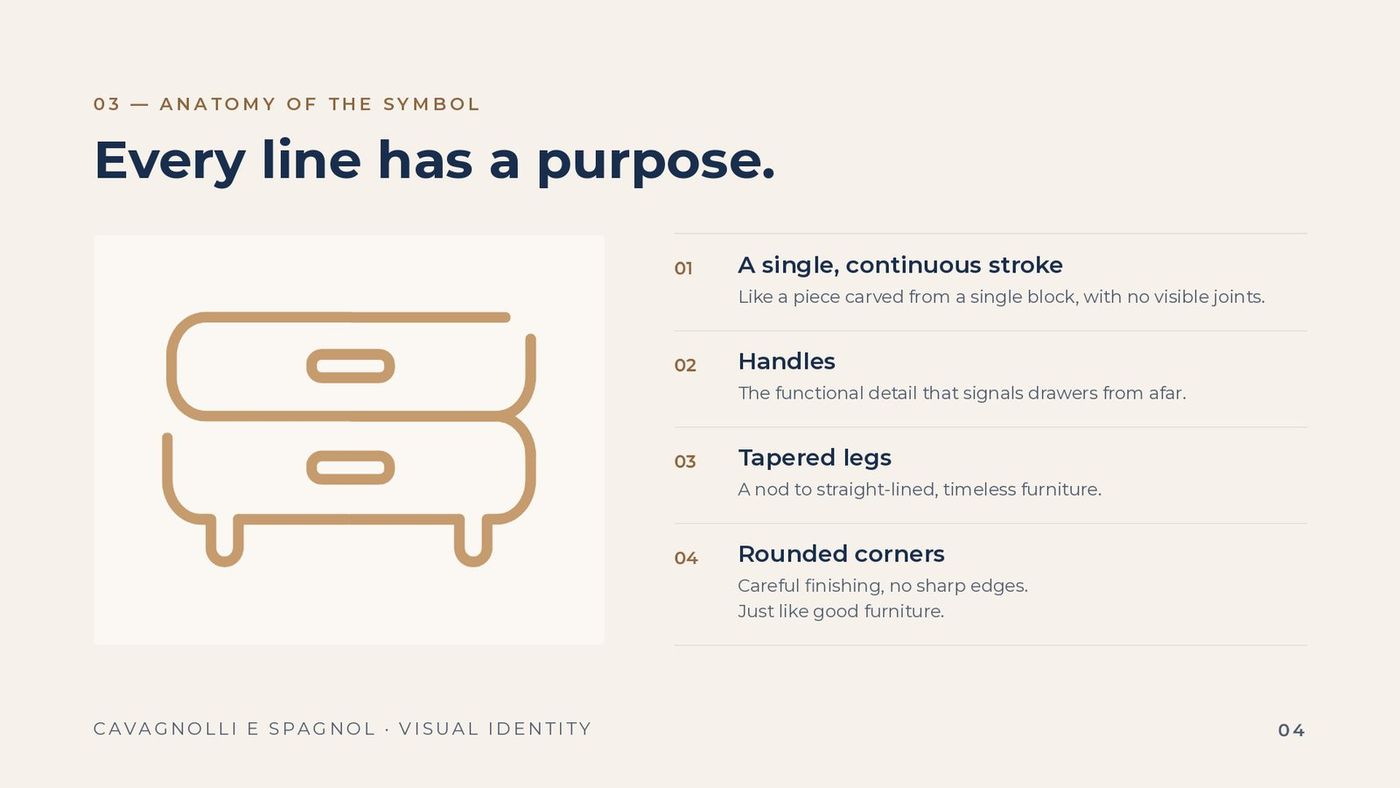 03 — ANATOMY OF THE SYMBOL
Every line has a purpose.
01
A single, continuous stroke
Like a piece carved from a single block, with no visible joints.
02
Handles
The functional detail that signals drawers from afar.
03
Tapered legs
A nod to straight-lined, timeless furniture.
04
Rounded corners
Careful finishing, no sharp edges.
Just like good furniture.
CAVAGNOLLI E SPAGNOL · VISUAL IDENTITY
04